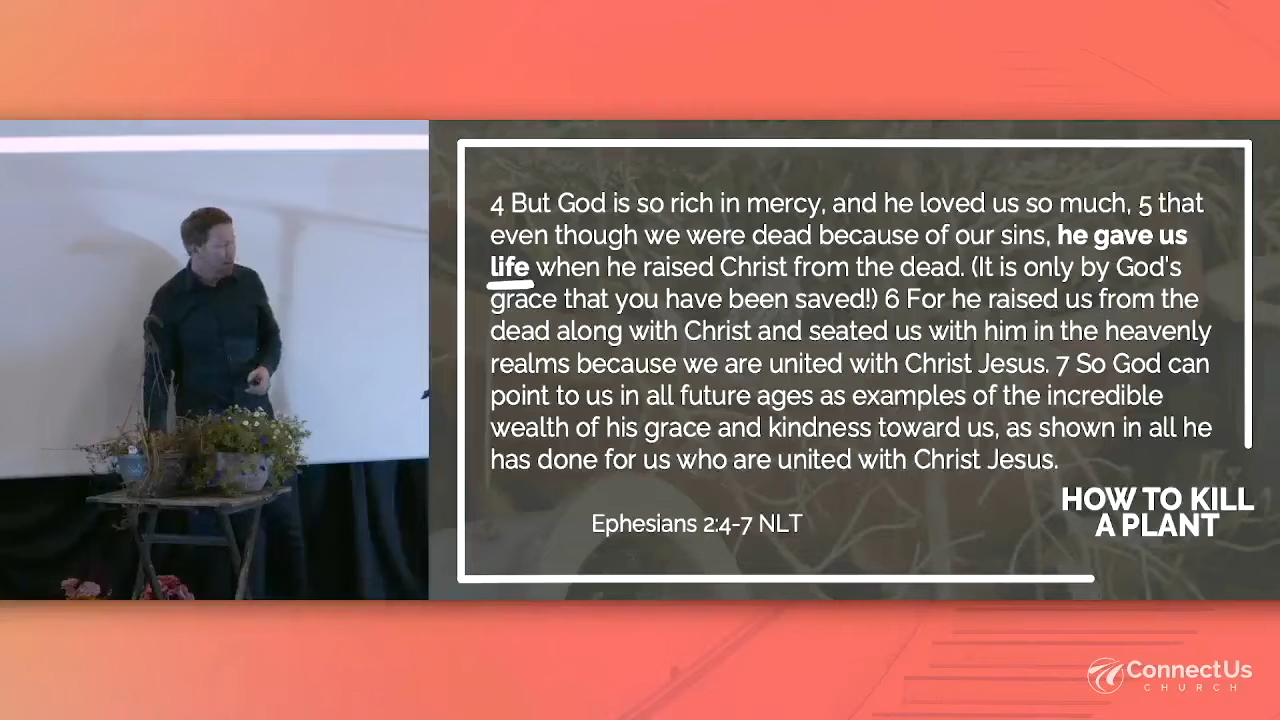 4 But God is so rich in mercy, and he loved us so much, 5 that
even though we were dead because of our sins, he gave us
life when he raised Christ from the dead. (It is only by God's
grace that you have been saved!) 6 For he raised us from the
dead along with Christ and seated us with him in the heavenly
realms because we are united with Christ Jesus. 7 So God can
point to us in all future ages as examples of the incredible
wealth of his grace and kindness toward us, as shown in all he
has done for us who are united with Christ Jesus.
Ephesians 2:4-7 NLT
HOW TO KILL
A PLANT
ConnectUs
CHURCH